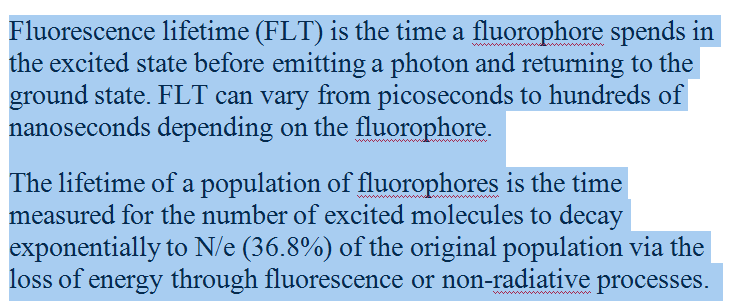 Fluorescence lifetime (FLT) is the time a fluorophore spends in
the excited state before emitting a photon and returning to the
ground state. FLT can vary from picoseconds to hundreds of
nanoseconds depending on the fluorophore.
The lifetime of a population of fluorophores is the time
measured for the number of excited molecules to decay
exponentially to N/e (36.8%) of the original population via the
loss of energy through fluorescence or non-radiative processes.